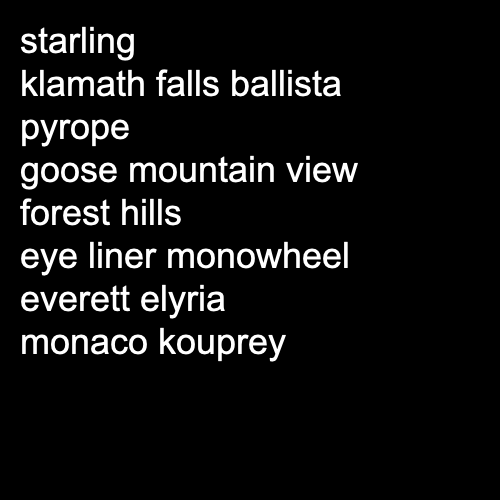 starling
klamath falls ballista
pyrope
goose mountain view
forest hills
eye liner monowheel
everett elyria
monaco kouprey